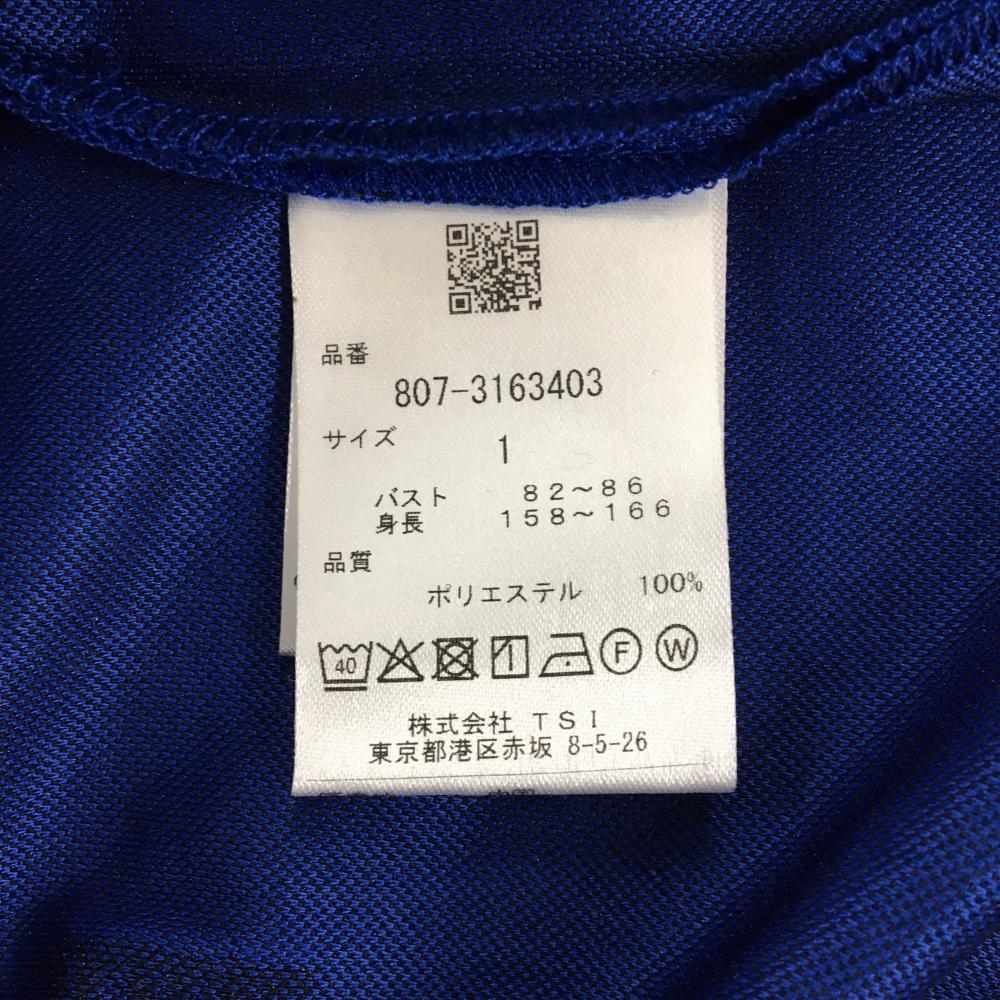 品番
807-3163403
サイズ 1
バスト 82～86
身長 158～166
品質
ポリエステル 100%
40 F W
株式会社 TSI
東京都港区赤坂 8-5-26